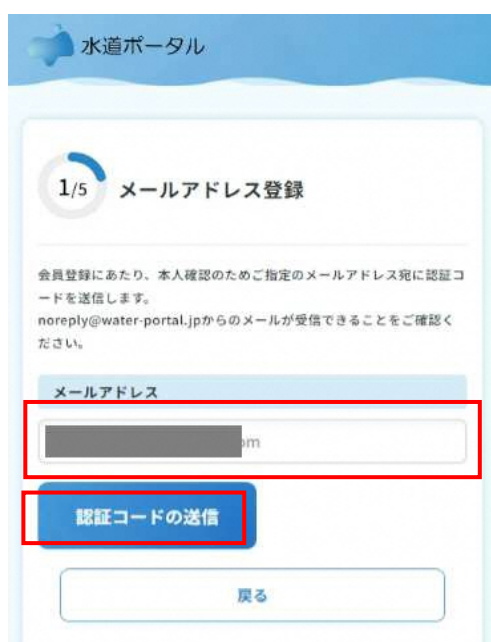 水道ポータル
1/5
メールアドレス登録
会員登録にあたり、本人確認のためご指定のメールアドレス宛に認証コ
ードを送信します。
noreply@water-portal.jpからのメールが受信できることをご確認く
ださい。
メールアドレス
om
認証コードの送信
戻る